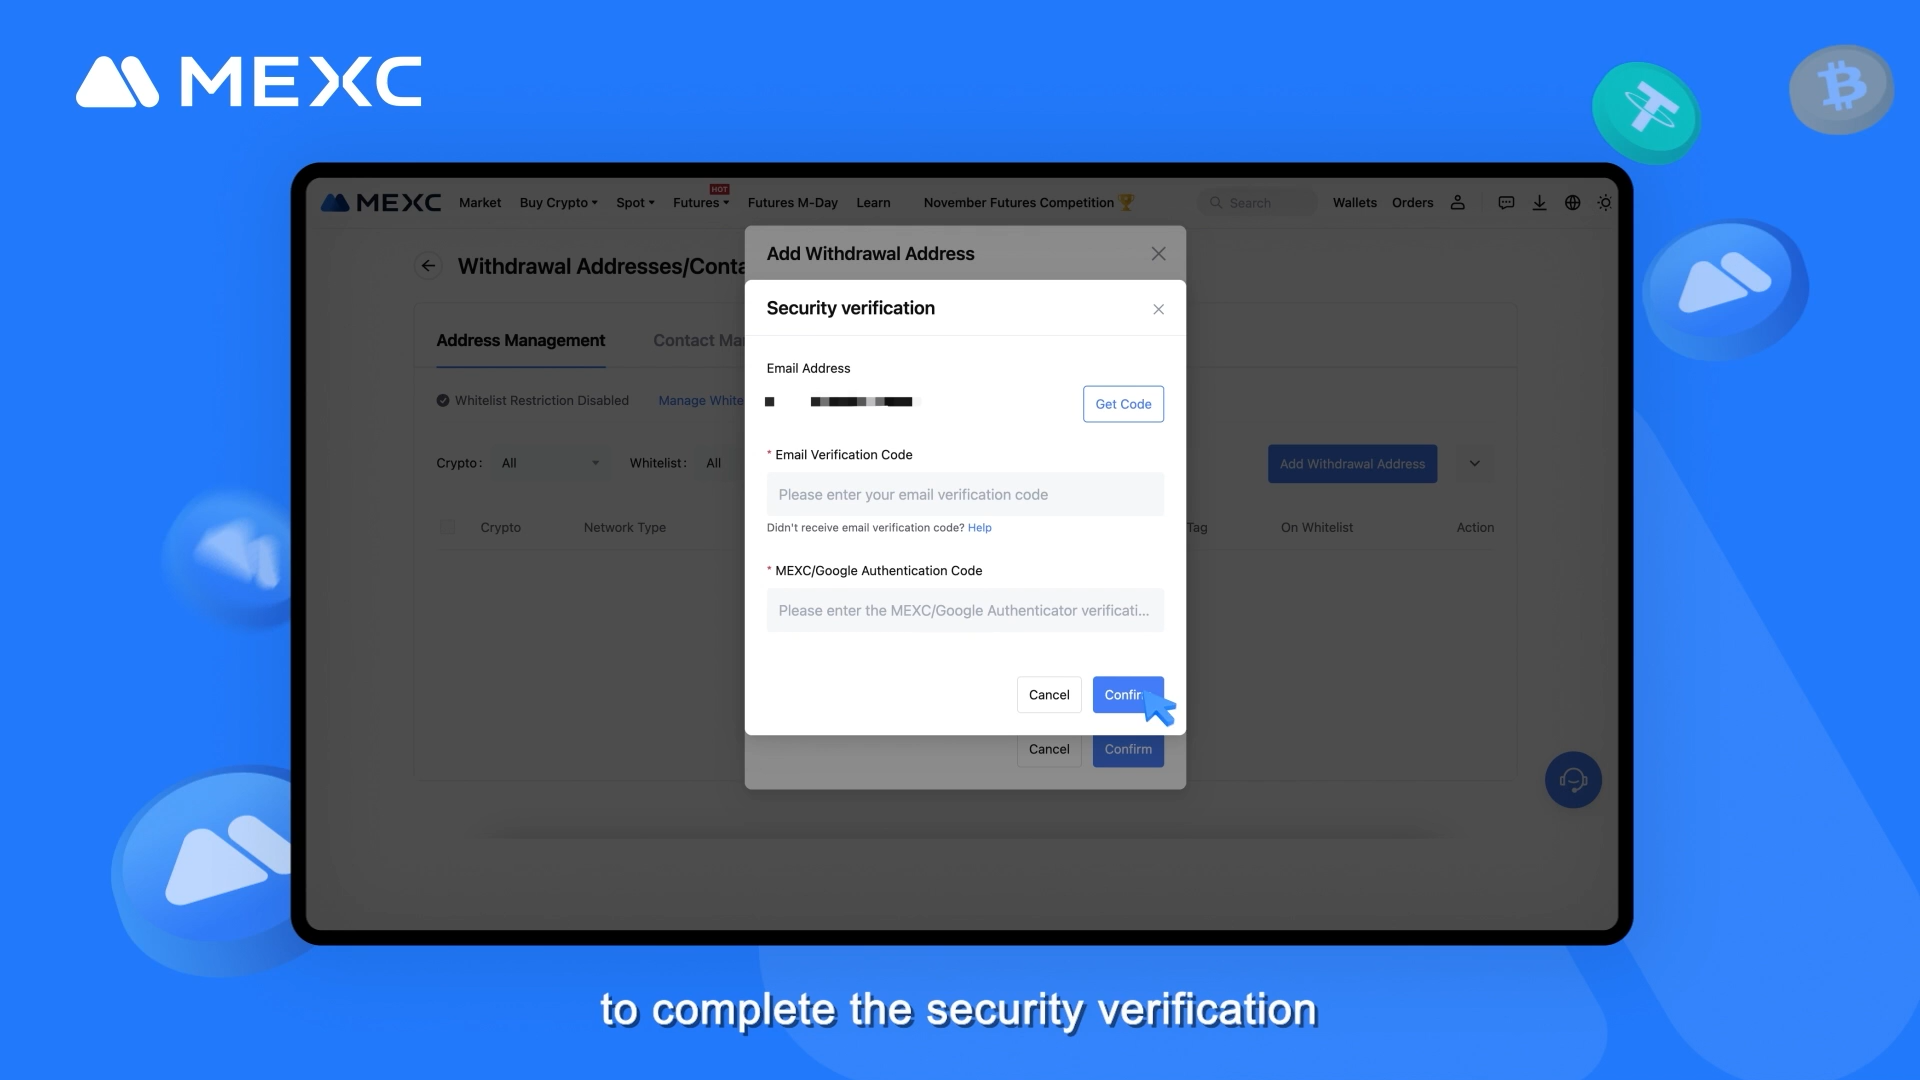 MEXC
MEXC Market Buy Crypto Spot Futures HOT Futures M-Day Learn November Futures Competition Search Wallets Orders
Add Withdrawal Address
Withdrawal Addresses/Conta
Security verification
Address Management Contact Ma
Email Address
Whitelist Restriction Disabled Manage White
Get Code
* Email Verification Code
Crypto: All Whitelist: All Add Withdrawal Address
Please enter your email verification code
Crypto Network Type Tag On Whitelist Action
Didn't receive email verification code? Help
* MEXC/Google Authentication Code
Please enter the MEXC/Google Authenticator verificati...
Cancel Confir
Cancel Confirm
to complete the security verification